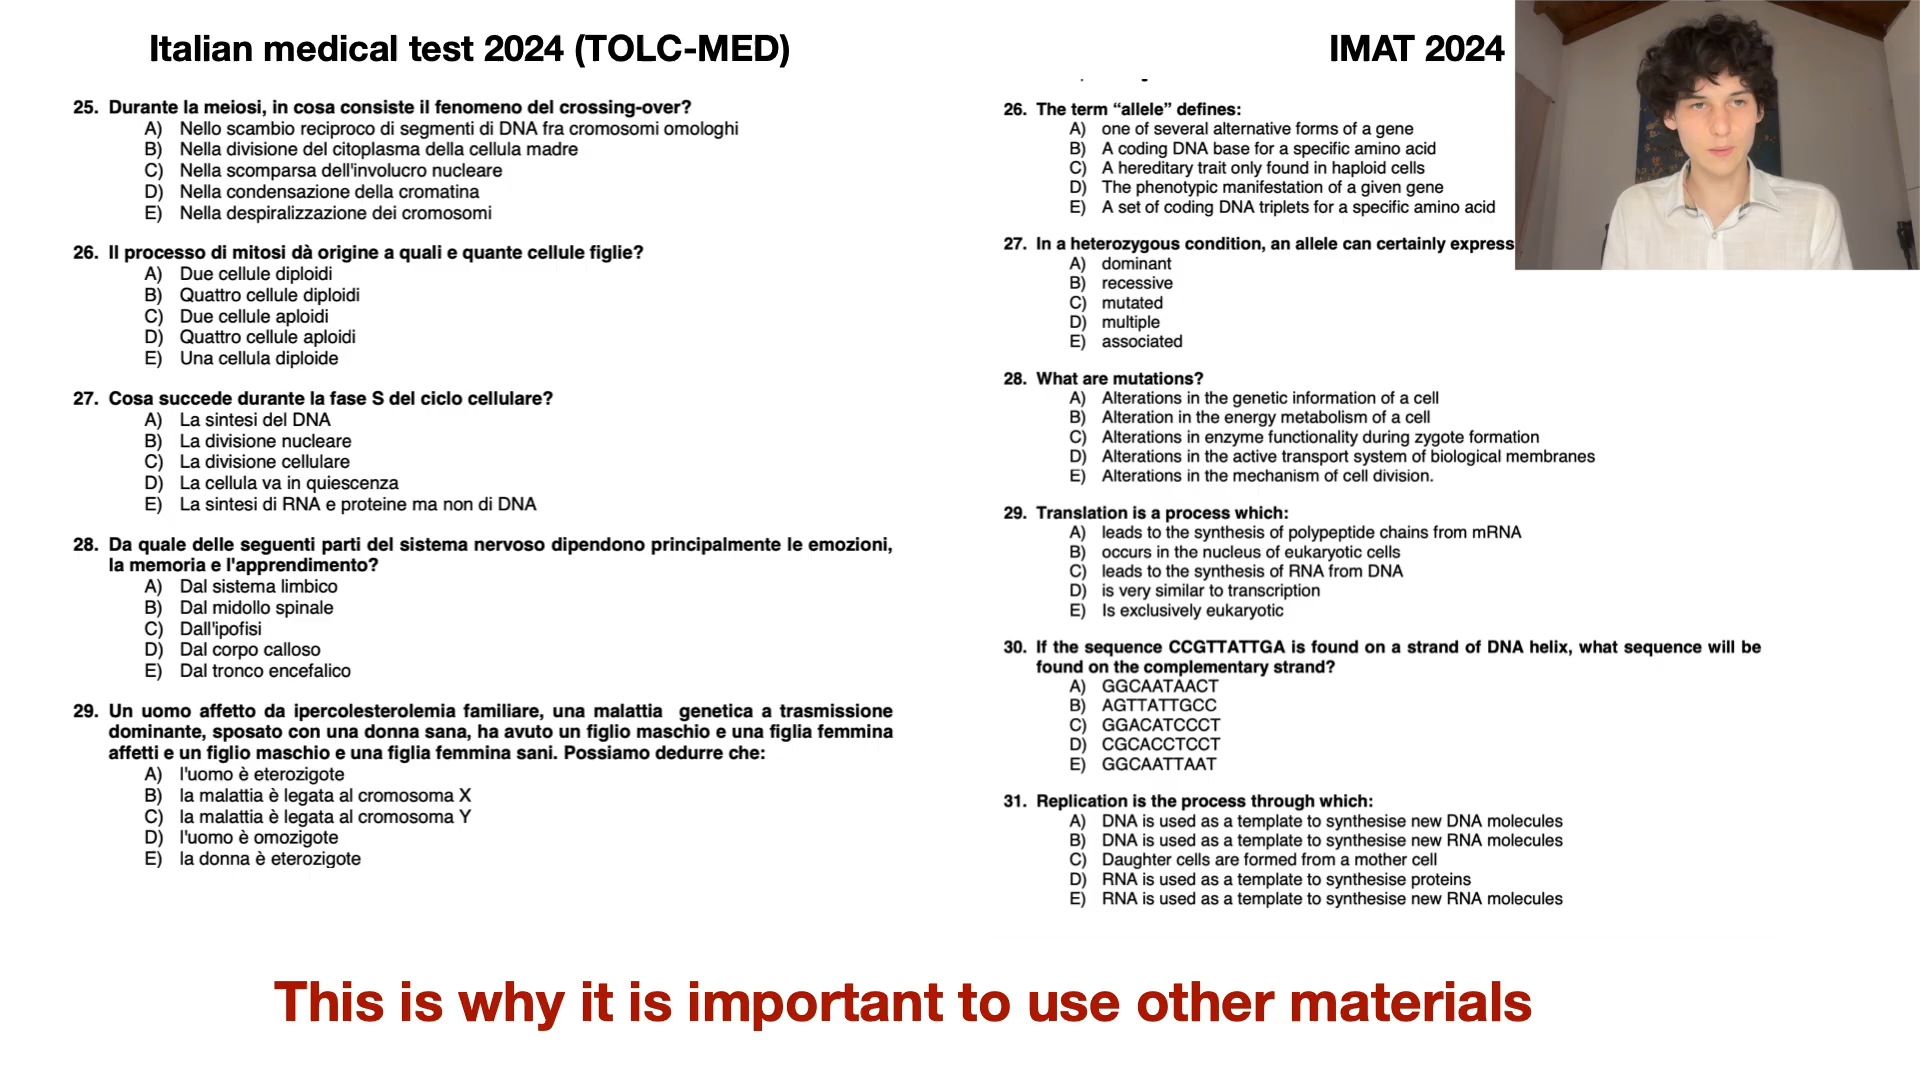 Italian medical test 2024 (TOLC-MED)
25. Durante la meiosi, in cosa consiste il fenomeno del crossing-over?
A) Nello scambio reciproco di segmenti di DNA fra cromosomi omologhi
B) Nella divisione del citoplasma della cellula madre
C) Nella scomparsa dell'involucro nucleare
D) Nella condensazione della cromatina
E) Nella despiralizzazione dei cromosomi
26. Il processo di mitosi dà origine a quali e quante cellule figlie?
A) Due cellule diploidi
B) Quattro cellule diploidi
C) Due cellule aploidi
D) Quattro cellule aploidi
E) Una cellula diploide
27. Cosa succede durante la fase S del ciclo cellulare?
A) La sintesi del DNA
B) La divisione nucleare
C) La divisione cellulare
D) La cellula va in quiescenza
E) La sintesi di RNA e proteine ma non di DNA
28. Da quale delle seguenti parti del sistema nervoso dipendono principalmente le emozioni,
la memoria e l'apprendimento?
A) Dal sistema limbico
B) Dal midollo spinale
C) Dall'ipofisi
D) Dal corpo calloso
E) Dal tronco encefalico
29. Un uomo affetto da ipercolesterolemia familiare, una malattia genetica a trasmissione
dominante, sposato con una donna sana, ha avuto un figlio maschio e una figlia femmina
affetti e un figlio maschio e una figlia femmina sani. Possiamo dedurre che:
A) l'uomo è eterozigote
B) la malattia è legata al cromosoma X
C) la malattia è legata al cromosoma Y
D) l'uomo è omozigote
E) la donna è eterozigote
IMAT 2024
26. The term “allele” defines:
A) one of several alternative forms of a gene
B) A coding DNA base for a specific amino acid
C) A hereditary trait only found in haploid cells
D) The phenotypic manifestation of a given gene
E) A set of coding DNA triplets for a specific amino acid
27. In a heterozygous condition, an allele can certainly express
A) dominant
B) recessive
C) mutated
D) multiple
E) associated
28. What are mutations?
A) Alterations in the genetic information of a cell
B) Alteration in the energy metabolism of a cell
C) Alterations in enzyme functionality during zygote formation
D) Alterations in the active transport system of biological membranes
E) Alterations in the mechanism of cell division.
29. Translation is a process which:
A) leads to the synthesis of polypeptide chains from mRNA
B) occurs in the nucleus of eukaryotic cells
C) leads to the synthesis of RNA from DNA
D) is very similar to transcription
E) Is exclusively eukaryotic
30. If the sequence CCGTTATTGA is found on a strand of DNA helix, what sequence will be
found on the complementary strand?
A) GGCAATAACT
B) AGTTATTGCC
C) GGACATCCCT
D) CGCACCTCCT
E) GGCAATTAAT
31. Replication is the process through which:
A) DNA is used as a template to synthesise new DNA molecules
B) DNA is used as a template to synthesise new RNA molecules
C) Daughter cells are formed from a mother cell
D) RNA is used as a template to synthesise proteins
E) RNA is used as a template to synthesise new RNA molecules
This is why it is important to use other materials